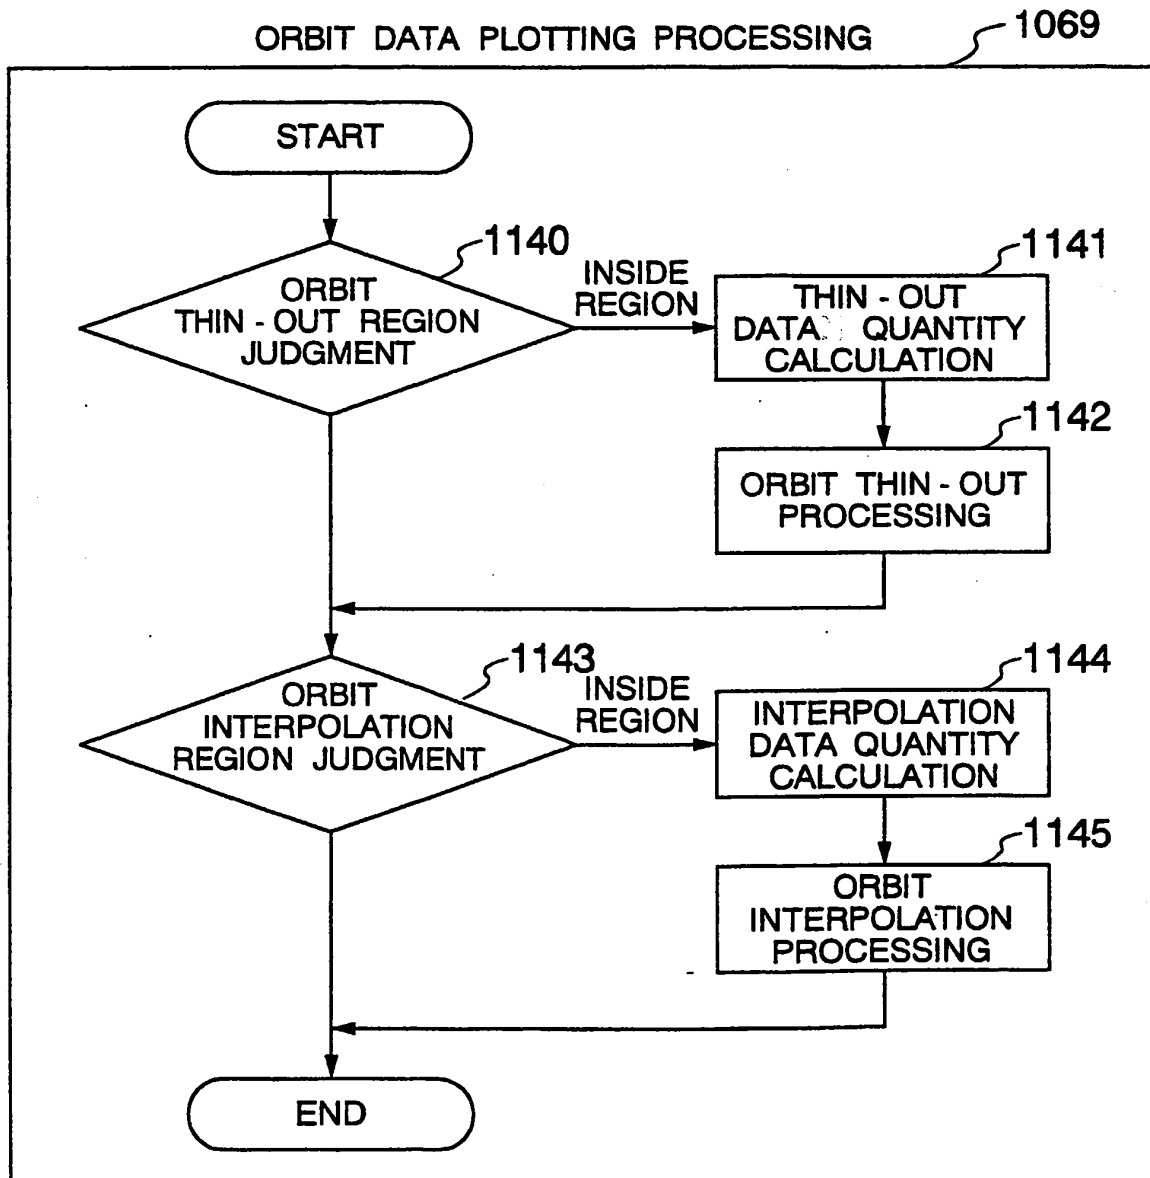 ORBIT DATA PLOTTING PROCESSING
1069
START
1140
ORBIT
THIN - OUT REGION
JUDGMENT
INSIDE
REGION
1141
THIN - OUT
DATA QUANTITY
CALCULATION
1142
ORBIT THIN - OUT
PROCESSING
1143
ORBIT
INTERPOLATION
REGION JUDGMENT
INSIDE
REGION
1144
INTERPOLATION
DATA QUANTITY
CALCULATION
1145
ORBIT
INTERPOLATION
PROCESSING
END